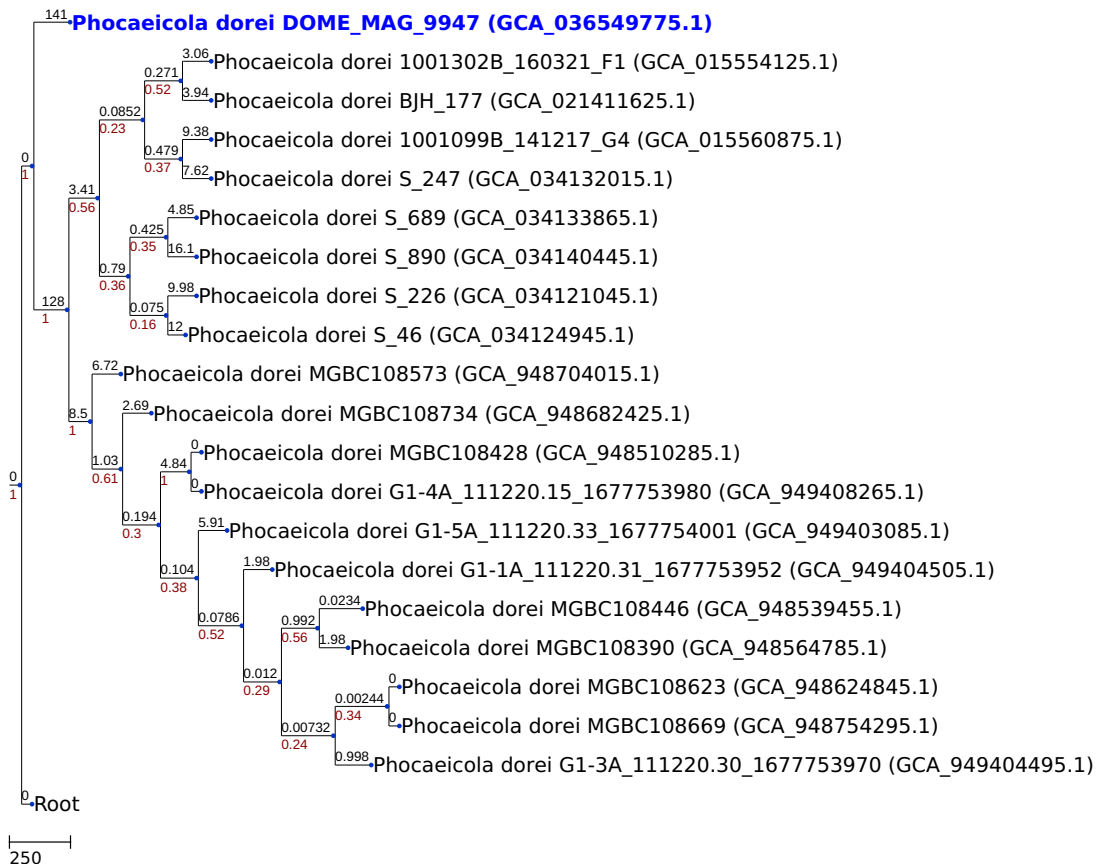 141
Phocaeicola dorei DOME_MAG_9947 (GCA_036549775.1)
3.06
Phocaeicola dorei 1001302B_160321_F1 (GCA_015554125.1)
0.271
0.52
3.94
Phocaeicola dorei BJH_177 (GCA_021411625.1)
0.0852
0.23
9.38
Phocaeicola dorei 1001099B_141217_G4 (GCA_015560875.1)
0.479
0.37
0
1
7.62
Phocaeicola dorei S_247 (GCA_034132015.1)
3.41
0.56
4.85
Phocaeicola dorei S_689 (GCA_034133865.1)
0.425
0.35
16.1
Phocaeicola dorei S_890 (GCA_034140445.1)
0.79
0.36
9.98
Phocaeicola dorei S_226 (GCA_034121045.1)
128
1
0.075
0.16
12
Phocaeicola dorei S_46 (GCA_034124945.1)
6.72
Phocaeicola dorei MGBC108573 (GCA_948704015.1)
8.5
1
2.69
Phocaeicola dorei MGBC108734 (GCA_948682425.1)
0
Phocaeicola dorei MGBC108428 (GCA_948510285.1)
1.03
0.61
4.84
1
0
1
0
Phocaeicola dorei G1-4A_111220.15_1677753980 (GCA_949408265.1)
0.194
0.3
5.91
Phocaeicola dorei G1-5A_111220.33_1677754001 (GCA_949403085.1)
0.104
0.38
1.98
Phocaeicola dorei G1-1A_111220.31_1677753952 (GCA_949404505.1)
0.0234
Phocaeicola dorei MGBC108446 (GCA_948539455.1)
0.0786
0.52
0.992
0.56
1.98
Phocaeicola dorei MGBC108390 (GCA_948564785.1)
0.012
0.29
0
Phocaeicola dorei MGBC108623 (GCA_948624845.1)
0.00244
0.34
0
Phocaeicola dorei MGBC108669 (GCA_948754295.1)
0.00732
0.24
0.998
Phocaeicola dorei G1-3A_111220.30_1677753970 (GCA_949404495.1)
0
Root
250